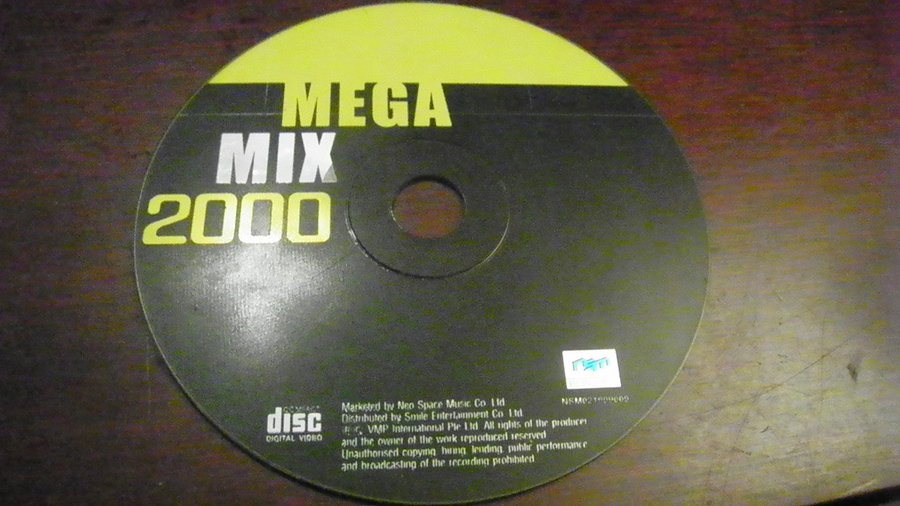 MEGA
MIX
2000
NSM
COMPACT
disc
DIGITAL VIDEO
Marketed by Neo Space Music Co. Ltd.
Distributed by Smile Entertainment Co. Ltd.
VMP International Pte Ltd. All rights of the producer
and the owner of the work reproduced reserved
Unauthorised copying, hiring, lending, public performance
and broadcasting of the recording prohibited